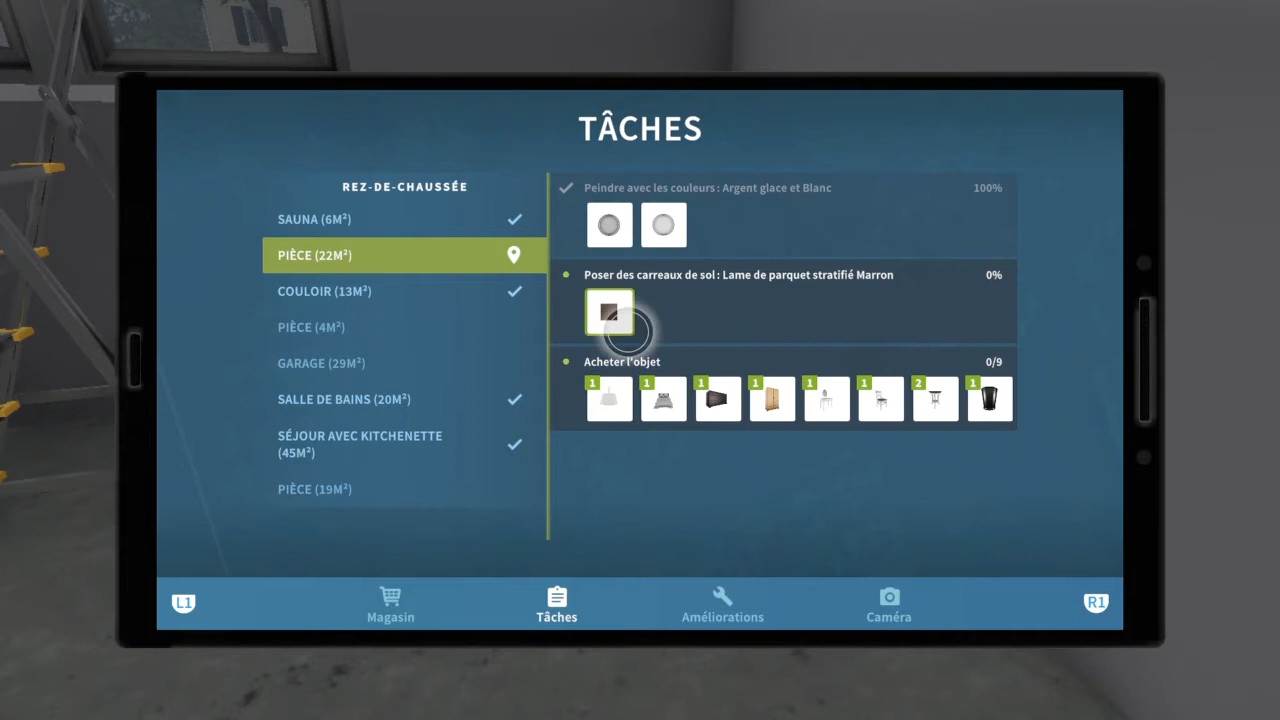 TÂCHES
REZ-DE-CHAUSSÉE
SAUNA (6M²)
PIÈCE (22M²)
COULOIR (13M²)
PIÈCE (4M²)
GARAGE (29M²)
SALLE DE BAINS (20M²)
SÉJOUR AVEC KITCHENETTE
(45M²)
PIÈCE (19M²)
Peindre avec les couleurs : Argent glace et Blanc 100%
Poser des carreaux de sol : Lame de parquet stratifié Marron 0%
Acheter l'objet 0/9
1 1 1 1 1 1 2 1
L1
Magasin
Tâches
Améliorations
Caméra
R1